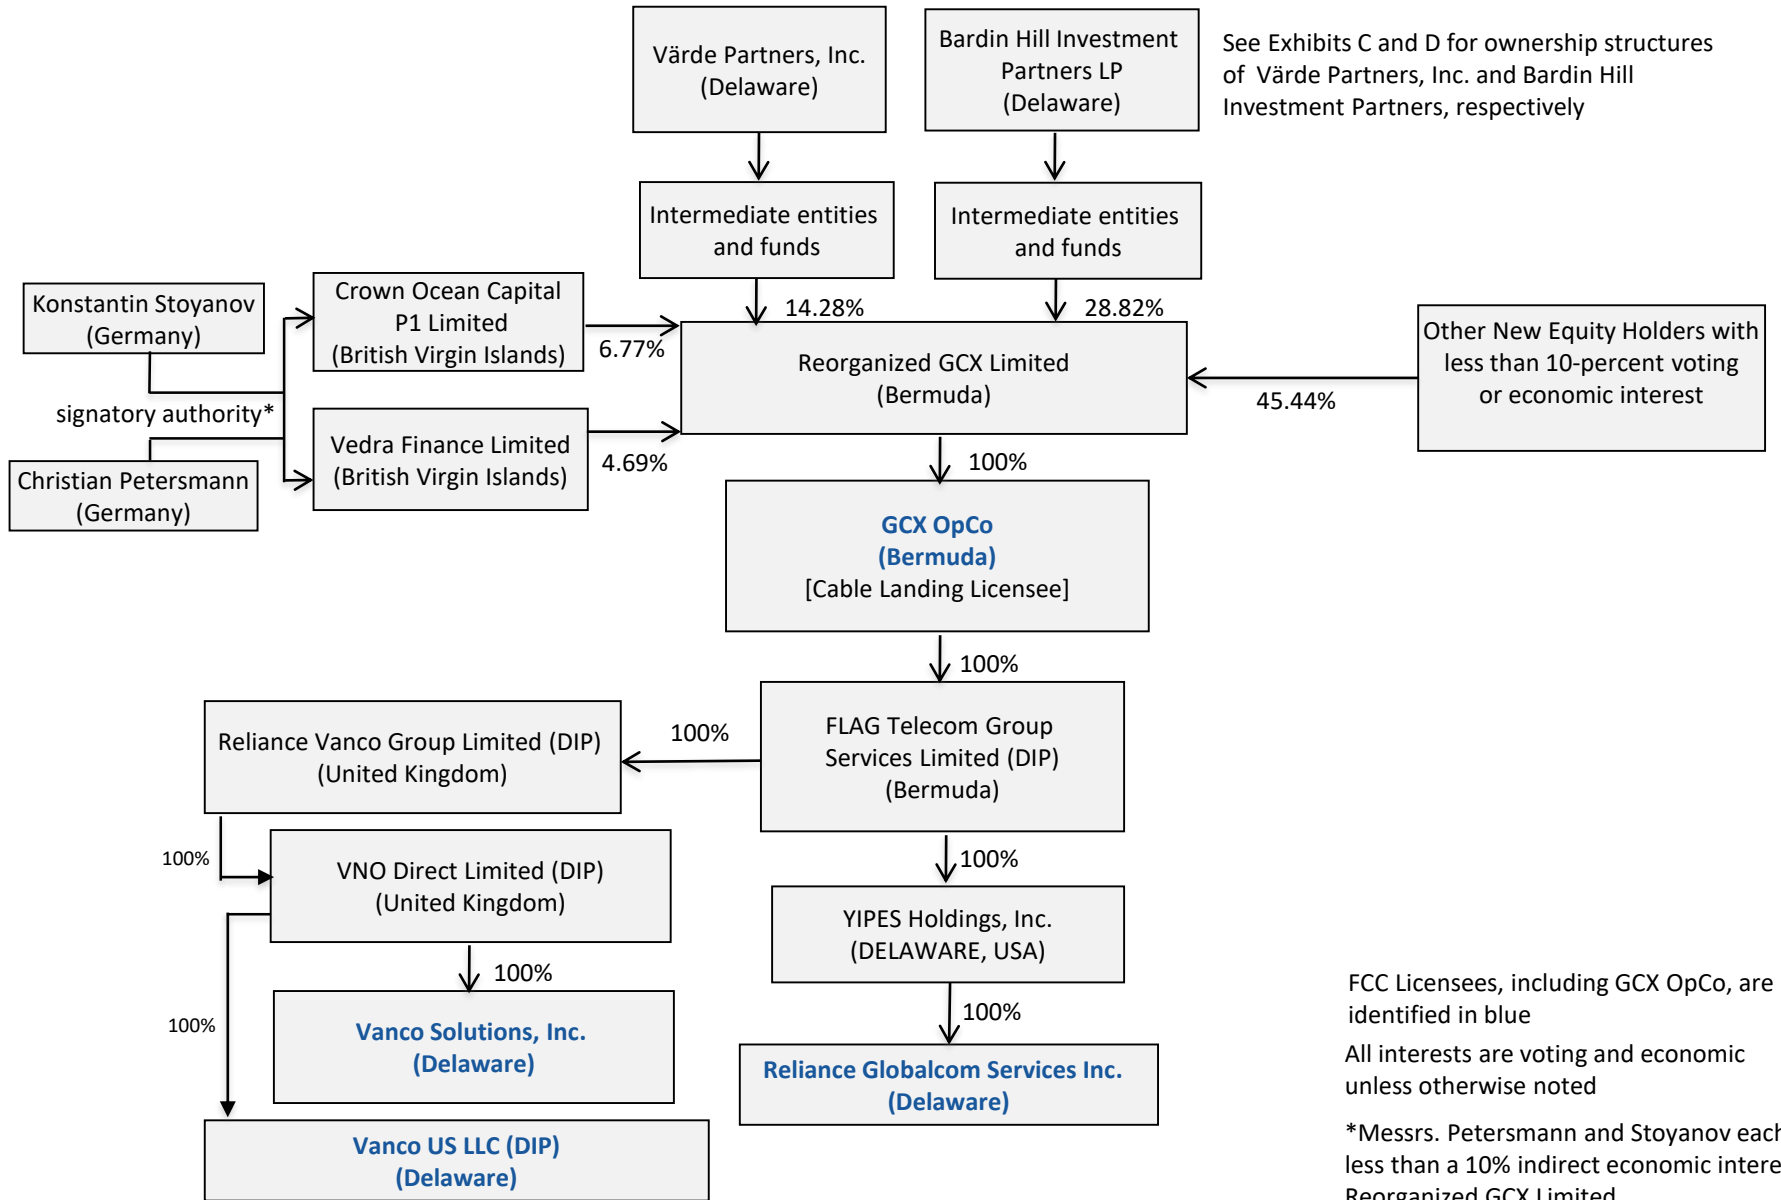 Värde Partners, Inc.
(Delaware)
Bardin Hill Investment
Partners LP
(Delaware)
See Exhibits C and D for ownership structures
of Värde Partners, Inc. and Bardin Hill
Investment Partners, respectively
Intermediate entities
and funds
Intermediate entities
and funds
14.28%
28.82%
Konstantin Stoyanov
(Germany)
Crown Ocean Capital
P1 Limited
(British Virgin Islands)
6.77%
Reorganized GCX Limited
(Bermuda)
Other New Equity Holders with
less than 10-percent voting
or economic interest
45.44%
signatory authority*
Vedra Finance Limited
(British Virgin Islands)
4.69%
Christian Petersmann
(Germany)
100%
GCX OpCo
(Bermuda)
[Cable Landing Licensee]
100%
FLAG Telecom Group
Services Limited (DIP)
(Bermuda)
100%
Reliance Vanco Group Limited (DIP)
(United Kingdom)
100%
VNO Direct Limited (DIP)
(United Kingdom)
100%
YIPES Holdings, Inc.
(DELAWARE, USA)
100%
Vanco Solutions, Inc.
(Delaware)
100%
100%
Reliance Globalcom Services Inc.
(Delaware)
Vanco US LLC (DIP)
(Delaware)
FCC Licensees, including GCX OpCo, are
identified in blue
All interests are voting and economic
unless otherwise noted
*Messrs. Petersmann and Stoyanov each
less than a 10% indirect economic
Reorganized GCX Limited